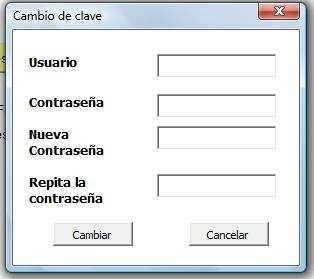 Cambio de clave
Usuario
Contraseña
Nueva
Contraseña
Repita la
contraseña
Cambiar
Cancelar